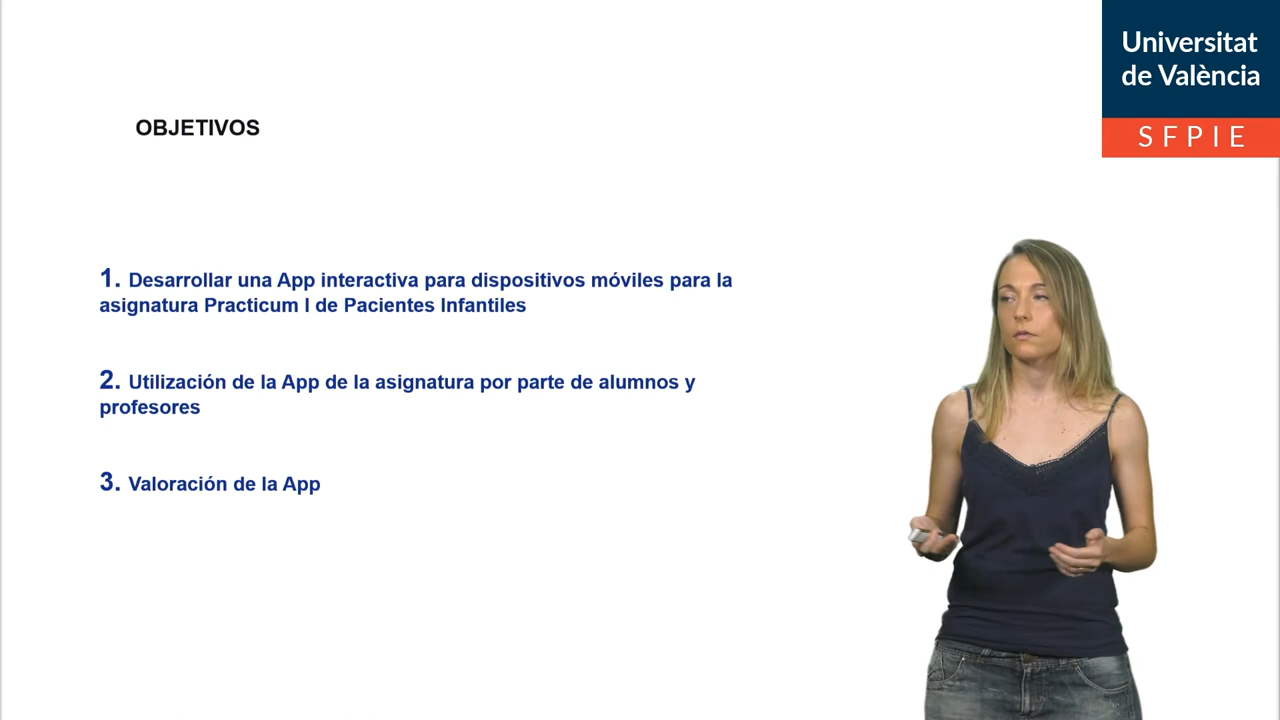 Universitat
de València
SFPIE
OBJETIVOS
1. Desarrollar una App interactiva para dispositivos móviles para la
asignatura Practicum I de Pacientes Infantiles
2. Utilización de la App de la asignatura por parte de alumnos y
profesores
3. Valoración de la App